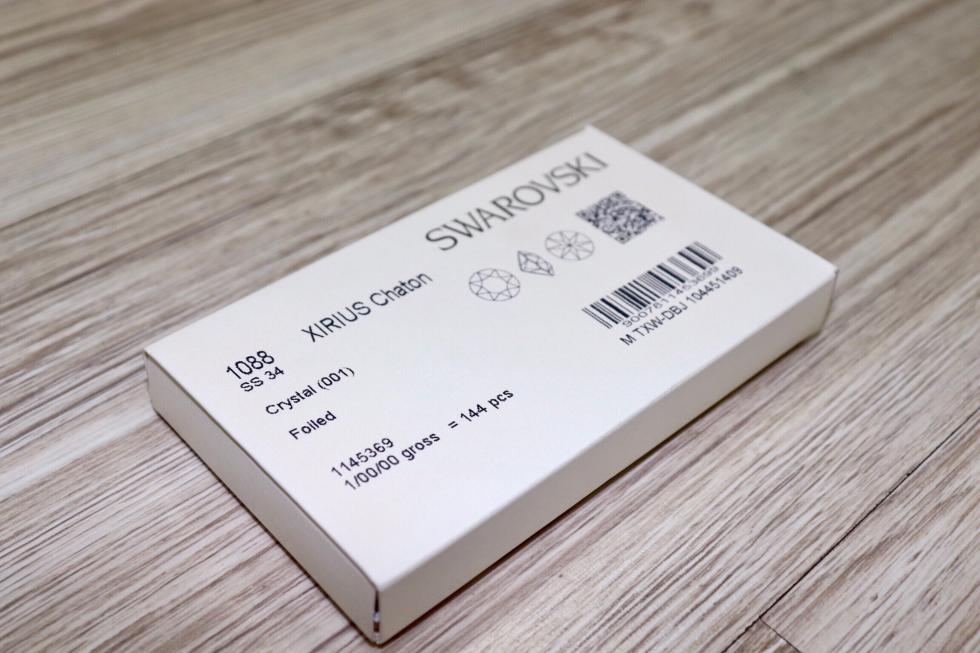 SWAROVSKI
1088 XIRIUS Chaton
SS 34
Crystal (001)
Foiled
1145369
1/00/00 gross = 144 pcs
9007811453699
M TXW-DBJ 104451409